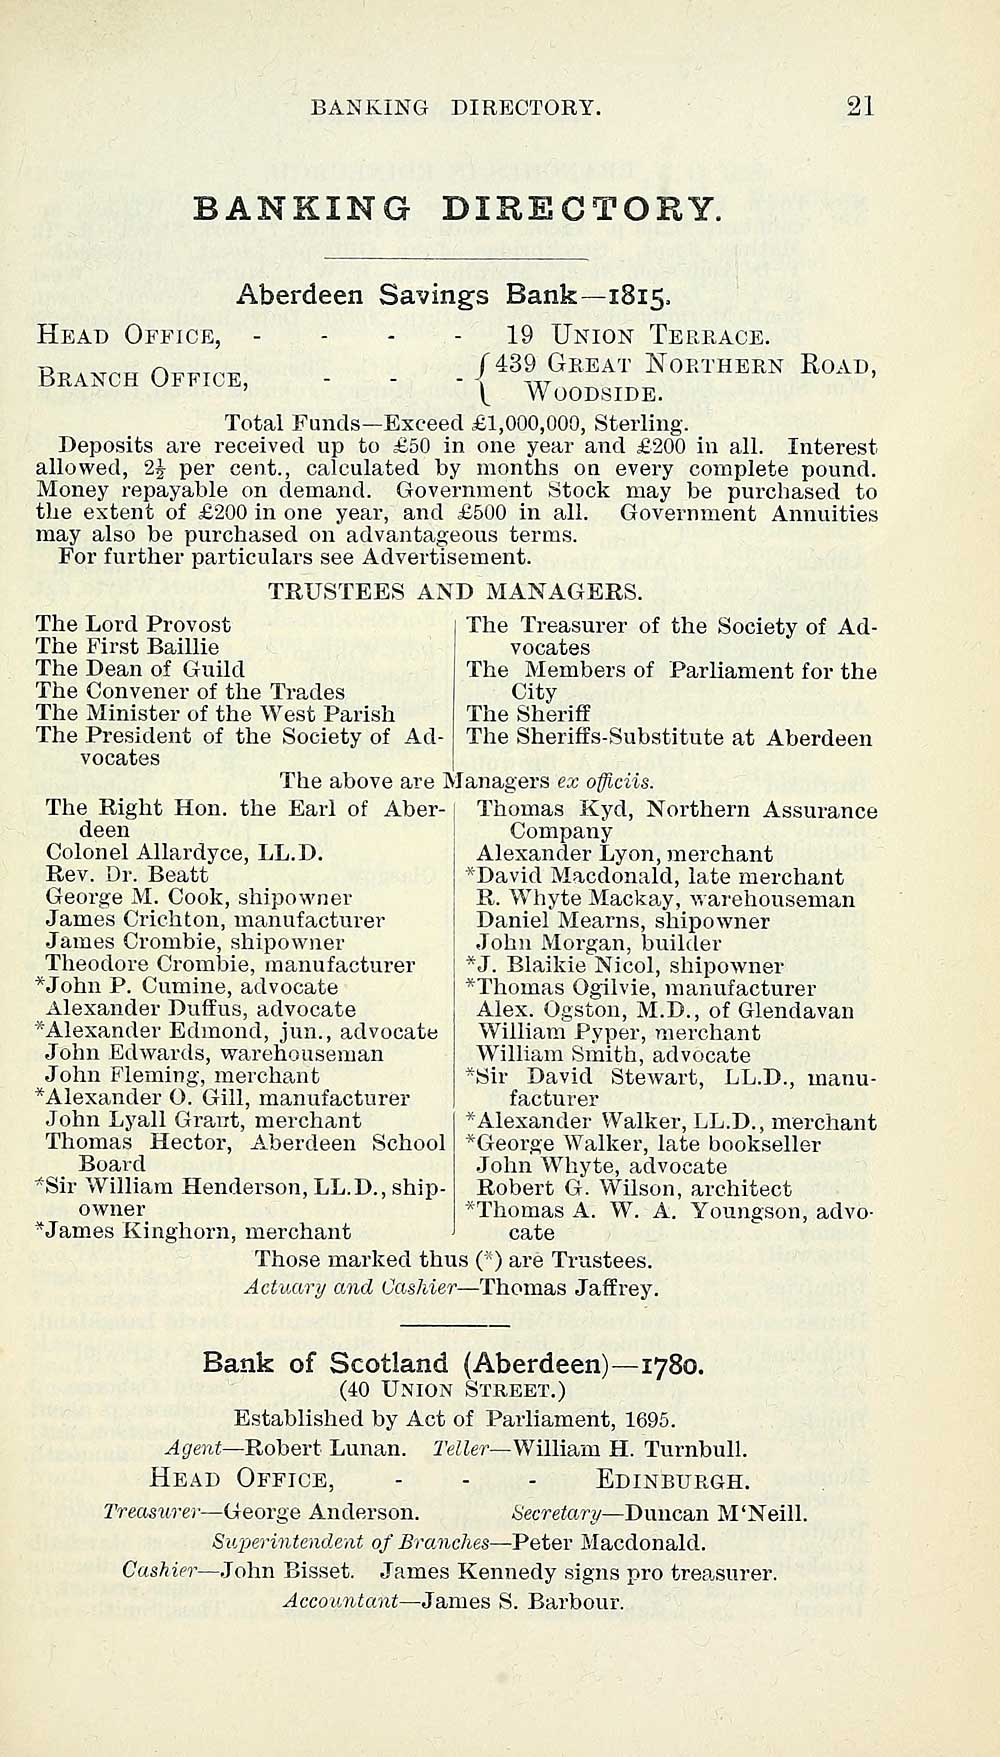 BANKING DIRECTORY. 21
BANKING DIRECTORY.
Aberdeen Savings Bank—1815.
HEAD OFFICE, - - - - 19 UNION TERRACE.
BRANCH OFFICE, - - - { 439 GREAT NORTHERN ROAD,
WOODSIDE.
Total Funds—Exceed £1,000,000, Sterling.
Deposits are received up to £50 in one year and £200 in all. Interest
allowed, 2½ per cent., calculated by months on every complete pound.
Money repayable on demand. Government Stock may be purchased to
the extent of £200 in one year, and £500 in all. Government Annuities
may also be purchased on advantageous terms.
For further particulars see Advertisement.
TRUSTEES AND MANAGERS.
The Lord Provost
The First Baillie
The Dean of Guild
The Convener of the Trades
The Minister of the West Parish
The President of the Society of Ad-
vocates
The Treasurer of the Society of Ad-
vocates
The Members of Parliament for the
City
The Sheriff
The Sheriffs-Substitute at Aberdeen
The above are Managers ex officiis.
The Right Hon. the Earl of Aber-
deen
Colonel Allardyce, LL.D.
Rev. Dr. Beatt
George M. Cook, shipowner
James Crichton, manufacturer
James Crombie, shipowner
Theodore Crombie, manufacturer
*John P. Cumine, advocate
Alexander Duffus, advocate
*Alexander Edmond, jun., advocate
John Edwards, warehouseman
John Fleming, merchant
*Alexander O. Gill, manufacturer
John Lyall Grant, merchant
Thomas Hector, Aberdeen School
Board
*Sir William Henderson, LL.D., ship-
owner
*James Kinghorn, merchant
Thomas Kyd, Northern Assurance
Company
Alexander Lyon, merchant
*David Macdonald, late merchant
R. Whyte Mackay, warehouseman
Daniel Mearns, shipowner
John Morgan, builder
*J. Blaikie Nicol, shipowner
*Thomas Ogilvie, manufacturer
Alex. Ogston, M.D., of Glendavan
William Pyper, merchant
William Smith, advocate
*Sir David Stewart, LL.D., manu-
facturer
*Alexander Walker, LL.D., merchant
*George Walker, late bookseller
John Whyte, advocate
Robert G. Wilson, architect
*Thomas A. W. A. Youngson, advo-
cate
Those marked thus (*) are Trustees.
Actuary and Cashier—Thomas Jaffrey.
Bank of Scotland (Aberdeen)—1780.
(40 UNION STREET.)
Established by Act of Parliament, 1695.
Agent—Robert Lunan. Teller—William H. Turnbull.
HEAD OFFICE, - - - EDINBURGH.
Treasurer—George Anderson. Secretary—Duncan M'Neill.
Superintendent of Branches—Peter Macdonald.
Cashier—John Bisset. James Kennedy signs pro treasurer.
Accountant—James S. Barbour.